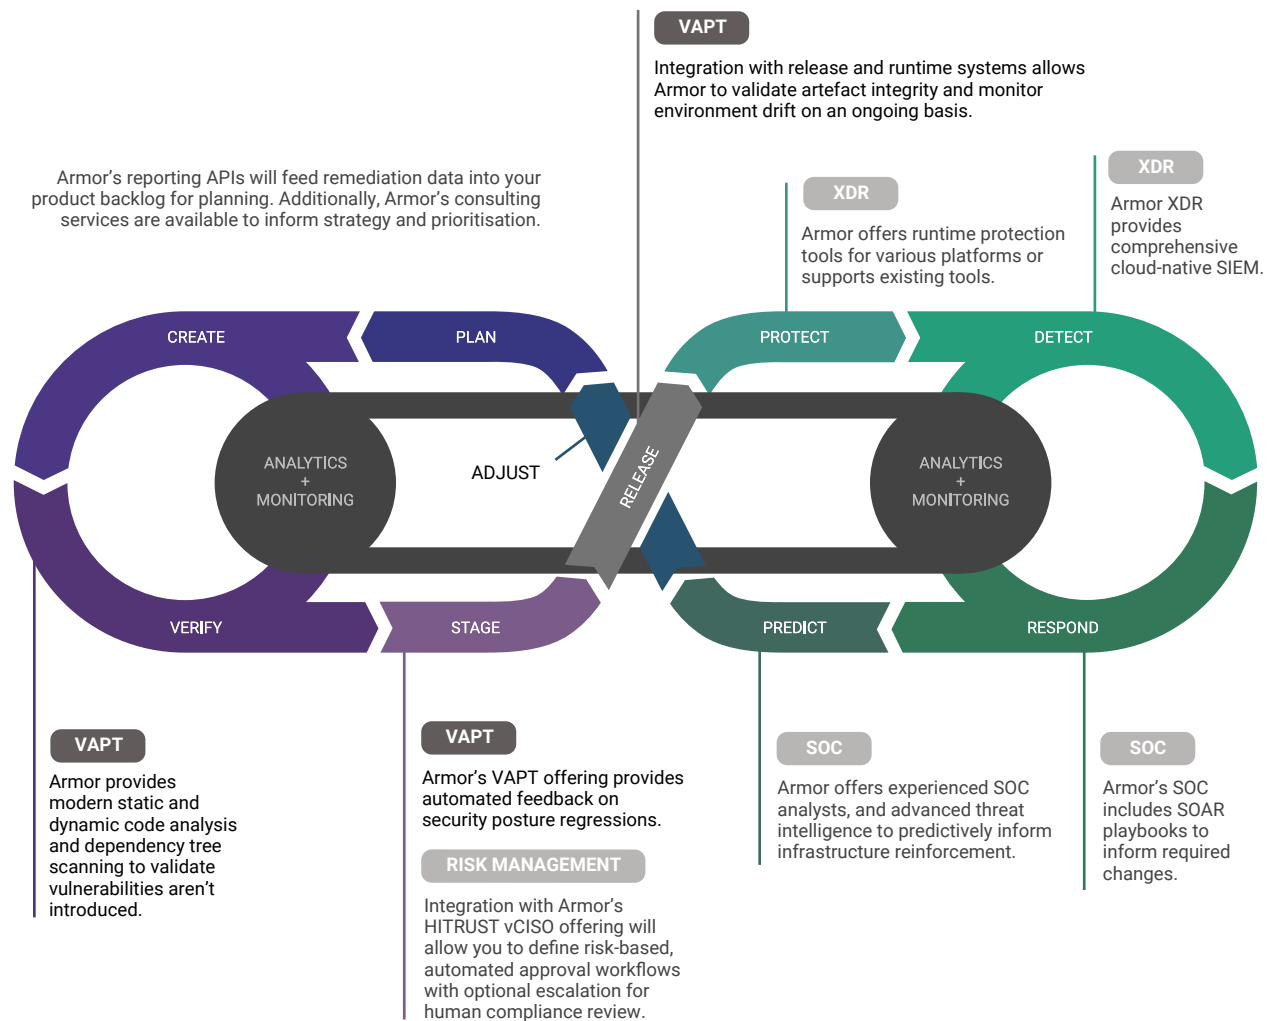 VAPT
Integration with release and runtime systems allows
Armor to validate artefact integrity and monitor
environment drift on an ongoing basis.
Armor's reporting APIs will feed remediation data into your
product backlog for planning. Additionally, Armor's consulting
services are available to inform strategy and prioritisation.
XDR
Armor offers runtime protection
tools for various platforms or
supports existing tools.
XDR
Armor XDR
provides
comprehensive
cloud-native SIEM.
CREATE
PLAN
PROTECT
DETECT
ANALYTICS
+
MONITORING
ADJUST
RELEASE
ANALYTICS
+
MONITORING
VERIFY
STAGE
PREDICT
RESPOND
VAPT
Armor provides
modern static and
dynamic code analysis
and dependency tree
scanning to validate
vulnerabilities aren't
introduced.
VAPT
Armor's VAPT offering provides
automated feedback on
security posture regressions.
RISK MANAGEMENT
Integration with Armor's
HITRUST vCISO offering will
allow you to define risk-based,
automated approval workflows
with optional escalation for
human compliance review.
SOC
Armor offers experienced SOC
analysts, and advanced threat
intelligence to predictively inform
infrastructure reinforcement.
SOC
Armor's SOC
includes SOAR
playbooks to
inform required
changes.